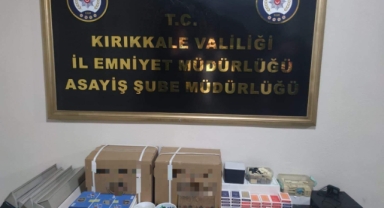 T.C.
KIRIKKALE VALİLİĞİ
İL EMNİYET MÜDÜRLÜĞÜ
ASAYİŞ ŞUBE MÜDÜRLÜĞÜ